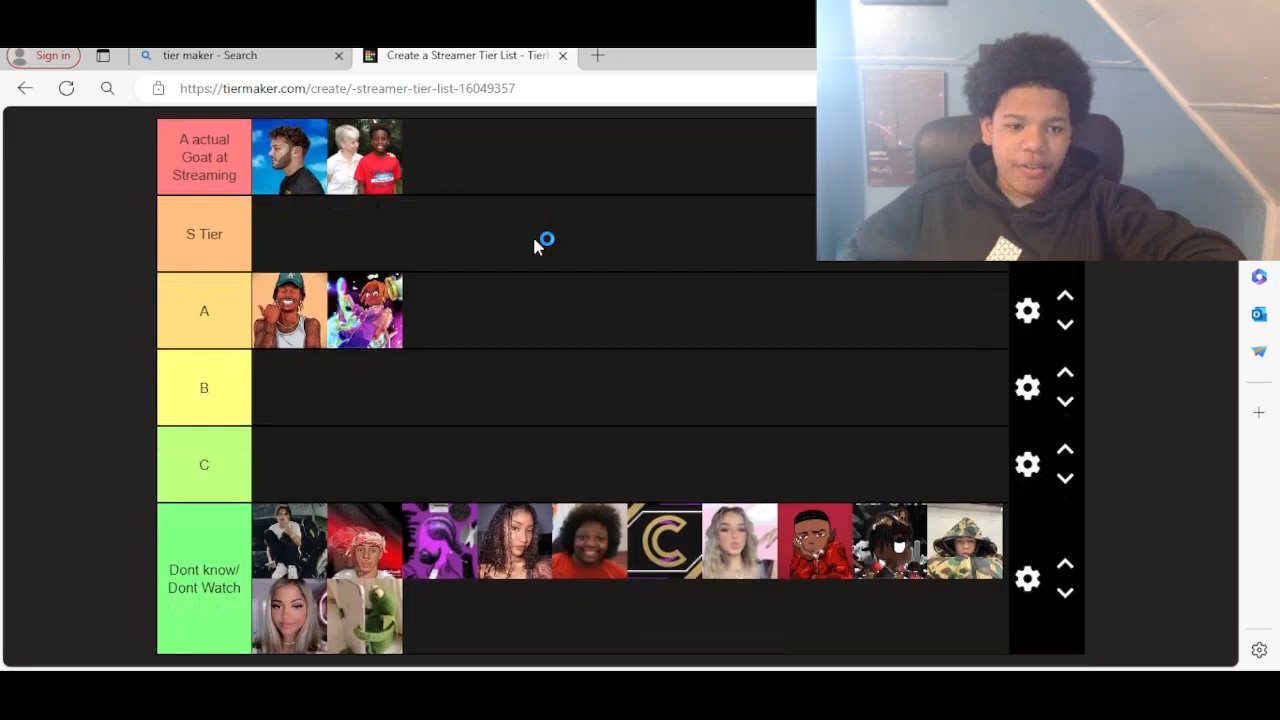 Sign in
tier maker - Search
Create a Streamer Tier List - Tier
https://tiermaker.com/create/-streamer-tier-list-16049357
A actual
Goat at
Streaming
S Tier
A
B
C
Dont know/
Dont Watch